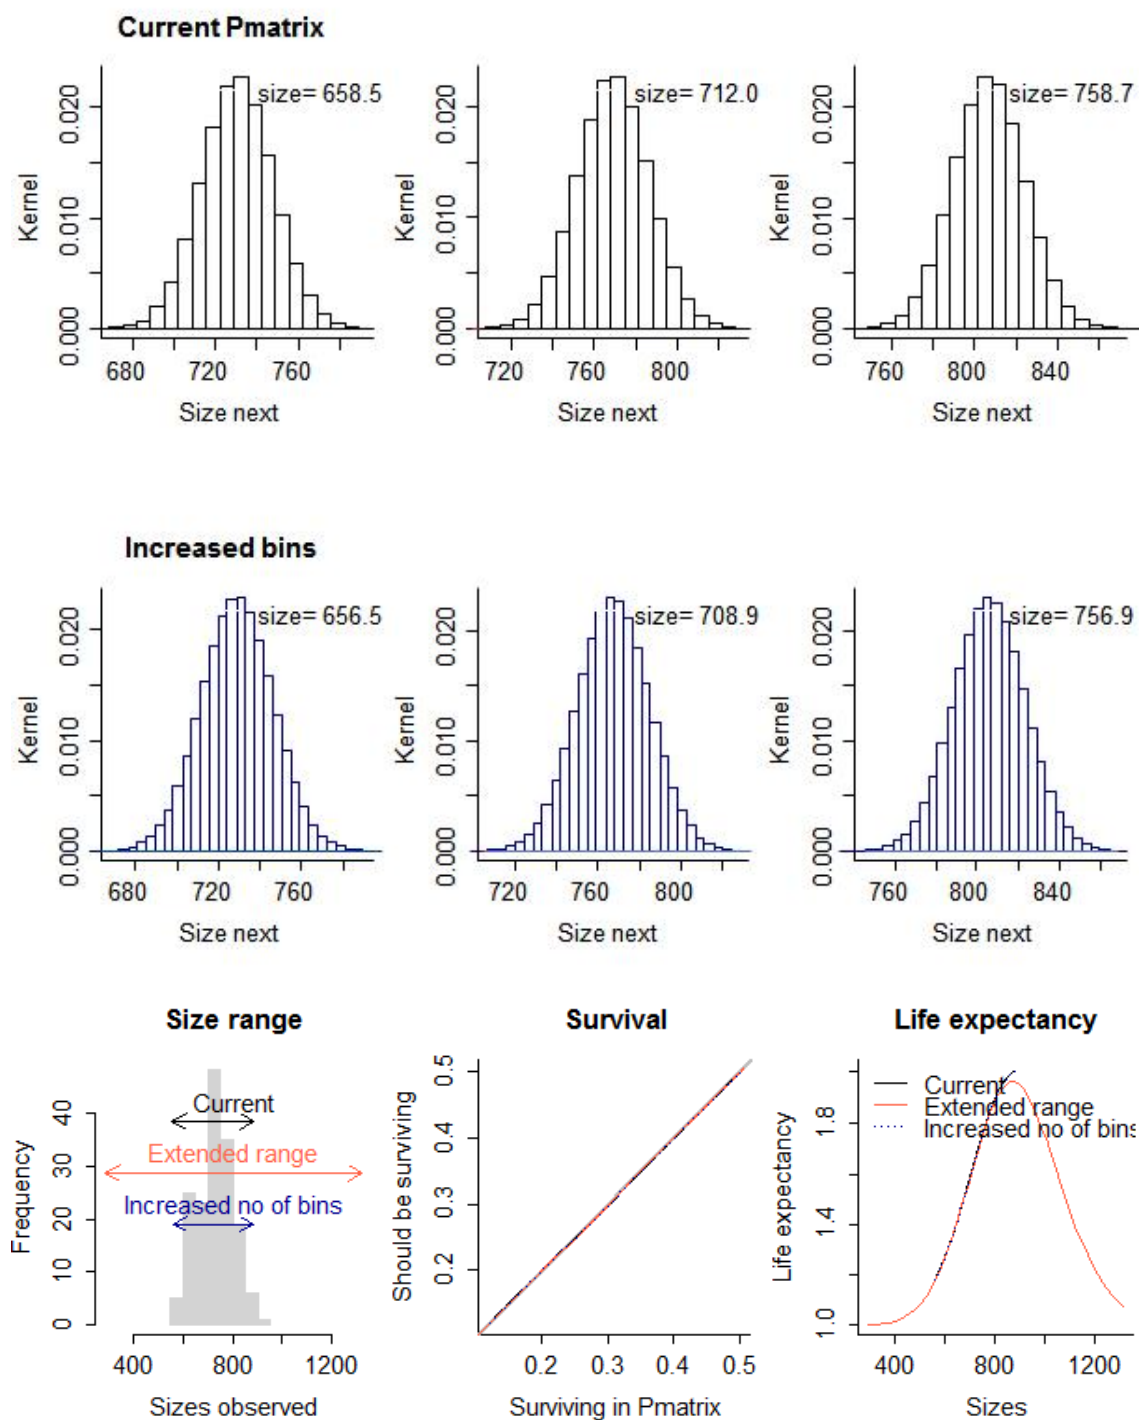 Current Pmatrix
size= 658.5
size= 712.0
size= 758.7
Kernel
0.000 0.010 0.020
Kernel
0.000 0.010 0.020
Kernel
0.000 0.010 0.020
680 720 760
720 760 800
760 800 840
Size next
Size next
Size next
Increased bins
size= 656.5
size= 708.9
size= 756.9
Kernel
0.000 0.010 0.020
Kernel
0.000 0.010 0.020
Kernel
0.000 0.010 0.020
680 720 760
720 760 800
760 800 840
Size next
Size next
Size next
Size range
Frequency
0 10 20 30 40
Current
Extended range
Increased no of bins
400 800 1200
Sizes observed
Survival
Should be surviving
0.2 0.3 0.4 0.5
0.2 0.3 0.4 0.5
Surviving in Pmatrix
Life expectancy
Life expectancy
1.0 1.4 1.8
Current
Extended range
Increased no of bins
400 800 1200
Sizes